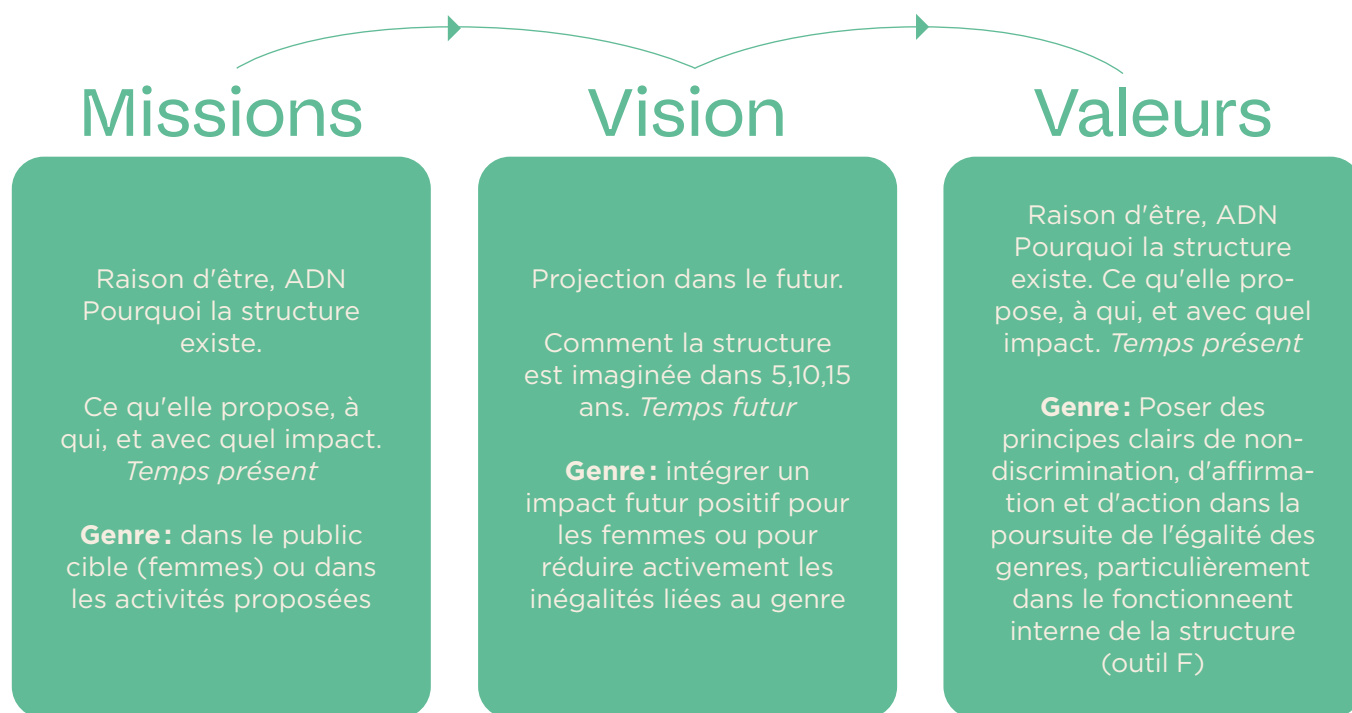 Missions
Raison d'être, ADN
Pourquoi la structure
existe.
Ce qu'elle propose, à
qui, et avec quel impact.
Temps présent
Genre : dans le public
cible (femmes) ou dans
les activités proposées
Vision
Projection dans le futur.
Comment la structure
est imaginée dans 5,10,15
ans. Temps futur
Genre : intégrer un
impact futur positif pour
les femmes ou pour
réduire activement les
inégalités liées au genre
Valeurs
Raison d'être, ADN
Pourquoi la structure
existe. Ce qu'elle pro-
pose, à qui, et avec quel
impact. Temps présent
Genre : Poser des
principes clairs de non-
discrimination, d'affirma-
tion et d'action dans la
poursuite de l'égalité des
genres, particulièrement
dans le fonctionneent
interne de la structure
(outil F)